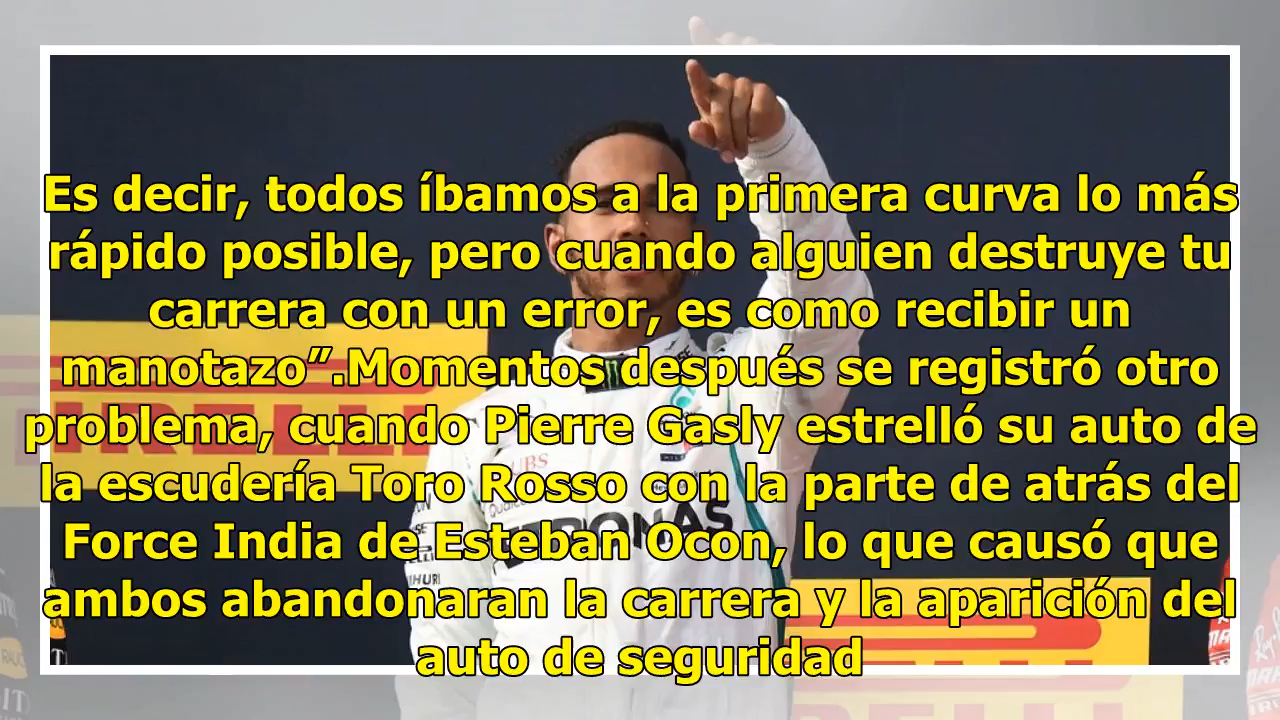 Es decir, todos íbamos a la primera curva lo más
rápido posible, pero cuando alguien destruye tu
carrera con un error, es como recibir un
manotazo”.Momentos después se registró otro
problema, cuando Pierre Gasly estrelló su auto de
la escudería Toro Rosso con la parte de atrás del
Force India de Esteban Ocon, lo que causó que
ambos abandonaran la carrera y la aparición del
auto de seguridad
PETRONAS